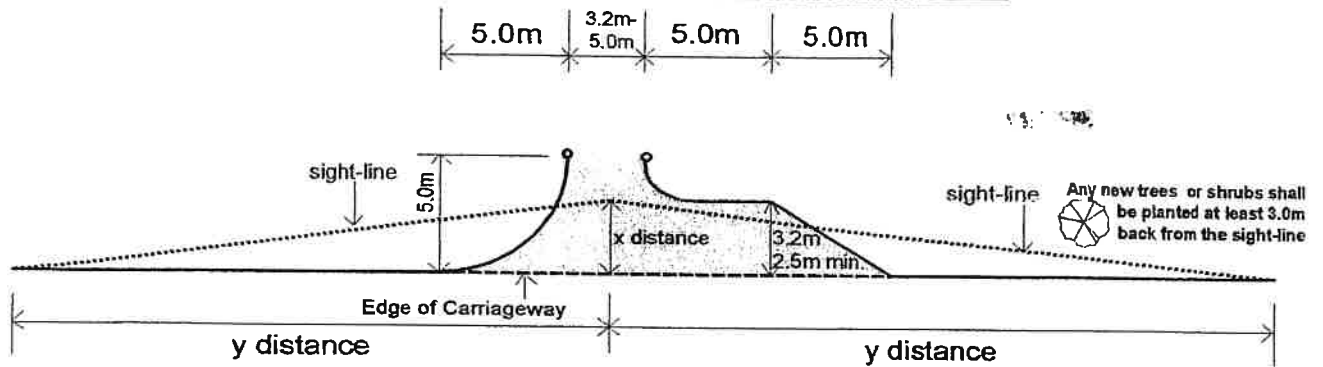 5.0m
3.2m-
5.0m
5.0m
5.0m
sight-line
5.0m
x distance
3.2m
2.5m min.
sight-line
Any new trees or shrubs shall
be planted at least 3.0m
back from the sight-line
Edge of Carriageway
y distance
y distance